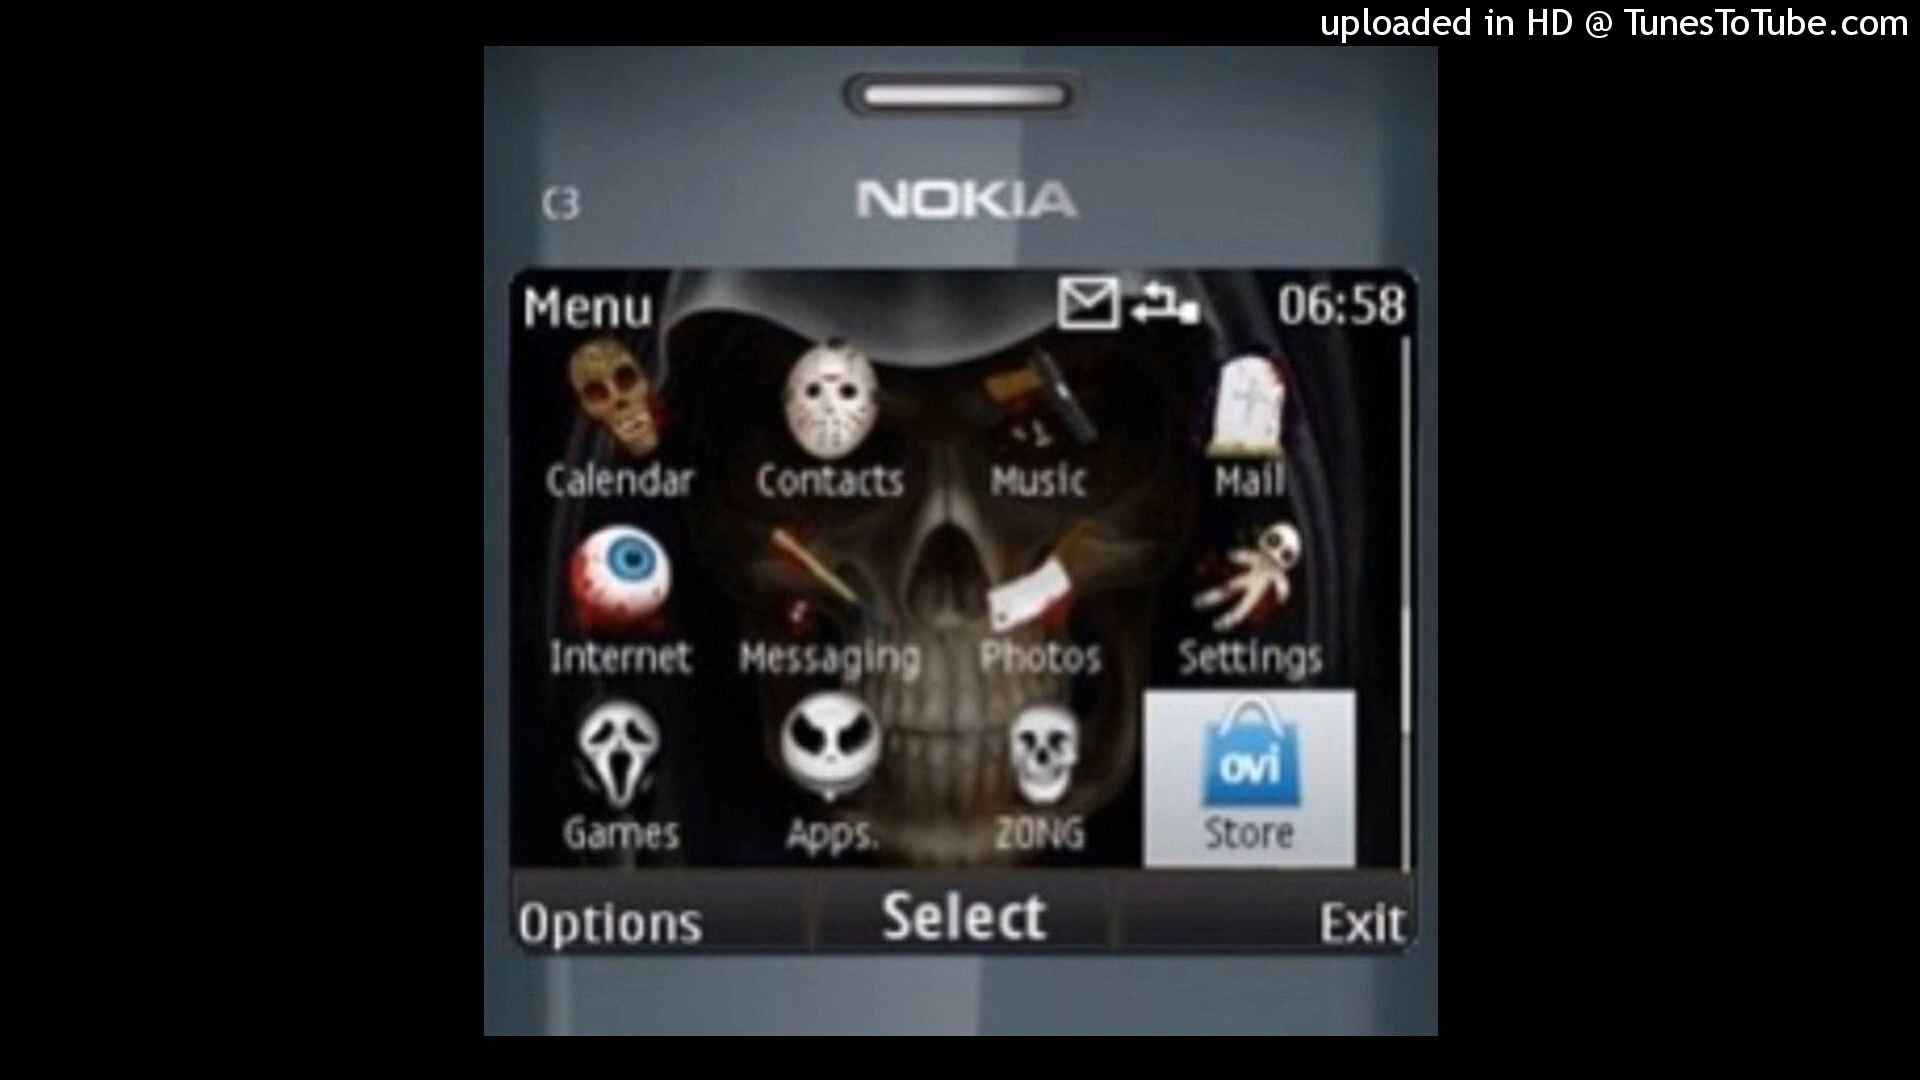 uploaded in HD @ TunesToTube.com
C3
NOKIA
Menu 06:58
Calendar Contacts Music Mail
Internet Messaging Photos Settings
ovi
Games Apps. ZONG Store
Options Select Exit